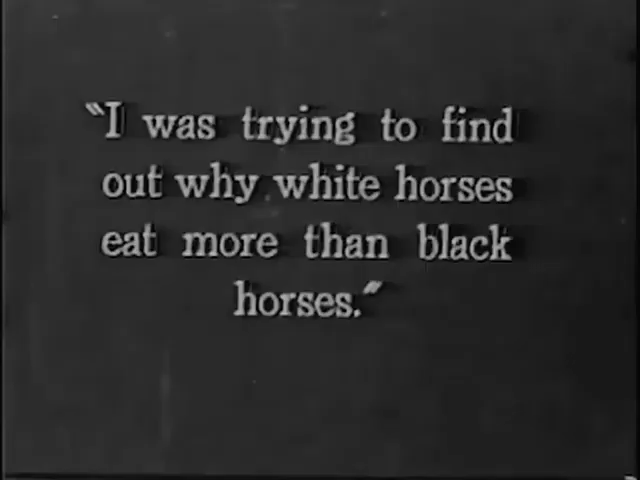 "I was trying to find
out why white horses
eat more than black
horses."